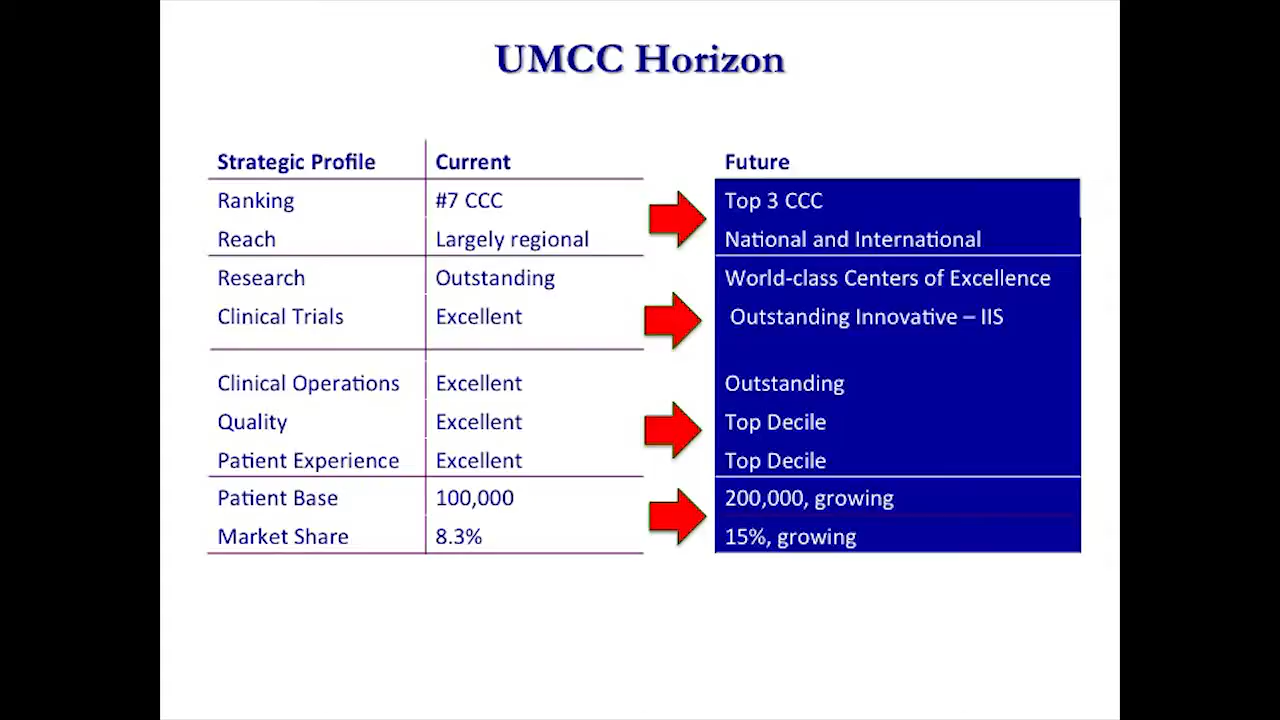 UMCC Horizon
Strategic Profile Current Future
Ranking #7 CCC Top 3 CCC
Reach Largely regional National and International
Research Outstanding World-class Centers of Excellence
Clinical Trials Excellent Outstanding Innovative – IIS
Clinical Operations Excellent Outstanding
Quality Excellent Top Decile
Patient Experience Excellent Top Decile
Patient Base 100,000 200,000, growing
Market Share 8.3% 15%, growing